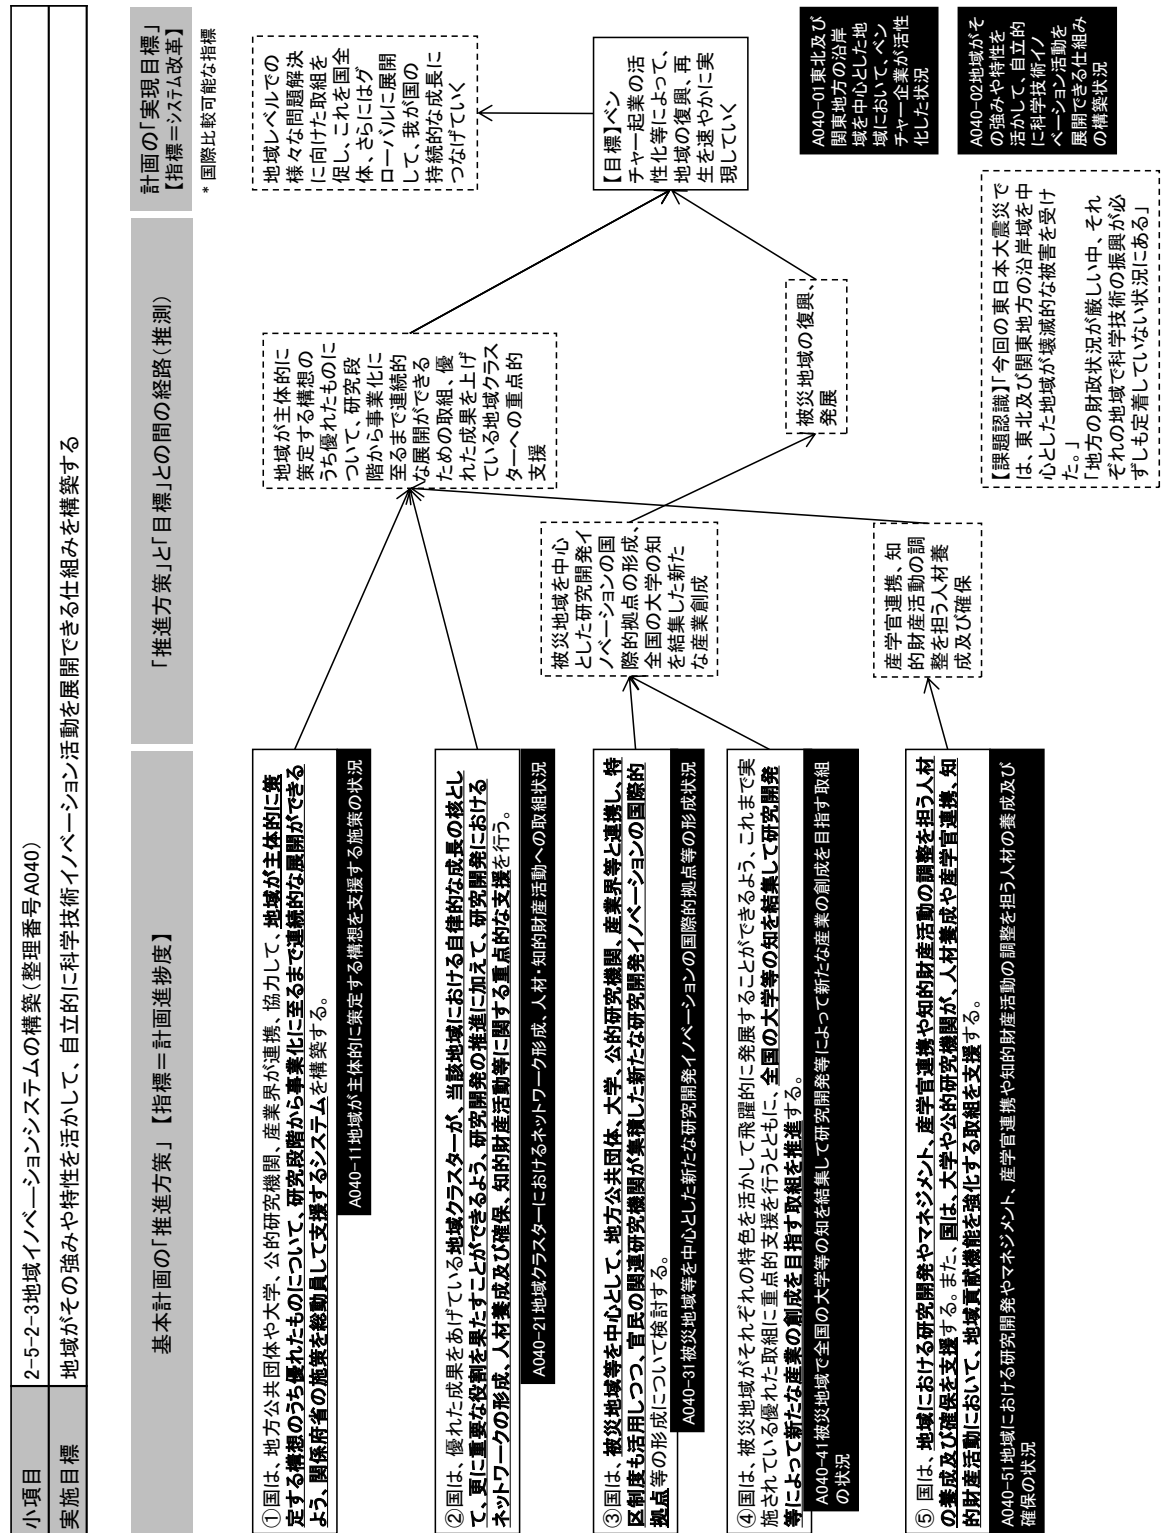 小項目
2-5-2-3地域イノベーションシステムの構築(整理番号A040)
実施目標
地域がその強みや特性を活かして、自立的に科学技術イノベーション活動を展開できる仕組みを構築する
基本計画の「推進方策」【指標＝計画進捗度】
「推進方策」と「目標」との間の経路(推測)
計画の「実現目標」
【指標＝システム改革】
* 国際比較可能な指標
①国は、地方公共団体や大学、公的研究機関、産業界が連携、協力して、地域が主体的に策
定する構想のうち優れたものについて、研究段階から事業化に至るまで連続的な展開ができる
よう、関係府省の施策を総動員して支援するシステムを構築する。
A040-11地域が主体的に策定する構想を支援する施策の状況
②国は、優れた成果をあげている地域クラスターが、当該地域における自律的な成長の核とし
て、更に重要な役割を果たすことができるよう、研究開発の推進に加えて、研究開発における
ネットワークの形成、人材養成及び確保、知的財産活動等に関する重点的な支援を行う。
A040-21地域クラスターにおけるネットワーク形成、人材・知的財産活動への取組状況
③国は、被災地域等を中心として、地方公共団体、大学、公的研究機関、産業界等と連携し、特
区制度も活用しつつ、官民の関連研究機関が集積した新たな研究開発イノベーションの国際的
拠点等の形成について検討する。
A040-31被災地域等を中心とした新たな研究開発イノベーションの国際的拠点等の形成状況
④国は、被災地域がそれぞれの特色を活かして飛躍的に発展することができるよう、これまで実
施されている優れた取組に重点的支援を行うとともに、全国の大学等の知を結集して研究開発
等によって新たな産業の創成を目指す取組を推進する。
A040-41被災地域で全国の大学等の知を結集して研究開発等によって新たな産業の創成を目指す取組
の状況
⑤ 国は、地域における研究開発やマネジメント、産学官連携や知的財産活動の調整を担う人材
の養成及び確保を支援する。また、国は、大学や公的研究機関が、人材養成や産学官連携、知
的財産活動において、地域貢献機能を強化する取組を支援する。
A040-51地域における研究開発やマネジメント、産学官連携や知的財産活動の調整を担う人材の養成及び
確保の状況
被災地域を中心
とした研究開発イ
ノベーションの国
際的拠点の形成、
全国の大学の知
を結集した新た
な産業創成
産学官連携、知
的財産活動の調
整を担う人材養
成及び確保
地域が主体的に
策定する構想の
うち優れたものに
ついて、研究段
階から事業化に
至るまで連続的
な展開ができる
ための取組、優
れた成果を上げ
ている地域クラス
ターへの重点的
支援
被災地域の復興、
発展
【課題認識】「今回の東日本大震災で
は、東北及び関東地方の沿岸域を中
心とした地域が壊滅的な被害を受け
た。」
「地方の財政状況が厳しい中、それ
ぞれの地域で科学技術の振興が必
ずしも定着していない状況にある」
地域レベルでの
様々な問題解決
に向けた取組を
促し、これを国全
体、さらにはグ
ローバルに展開
して、我が国の
持続的な成長に
つなげていく
【目標】ベン
チャー起業の活
性化等によって、
地域の復興、再
生を速やかに実
現していく
A040-01東北及び
関東地方の沿岸
域を中心とした地
域において、ベン
チャー企業が活性
化した状況
A040-02地域がそ
の強みや特性を
活かして、自立的
に科学技術イノ
ベーション活動を
展開できる仕組み
の構築状況